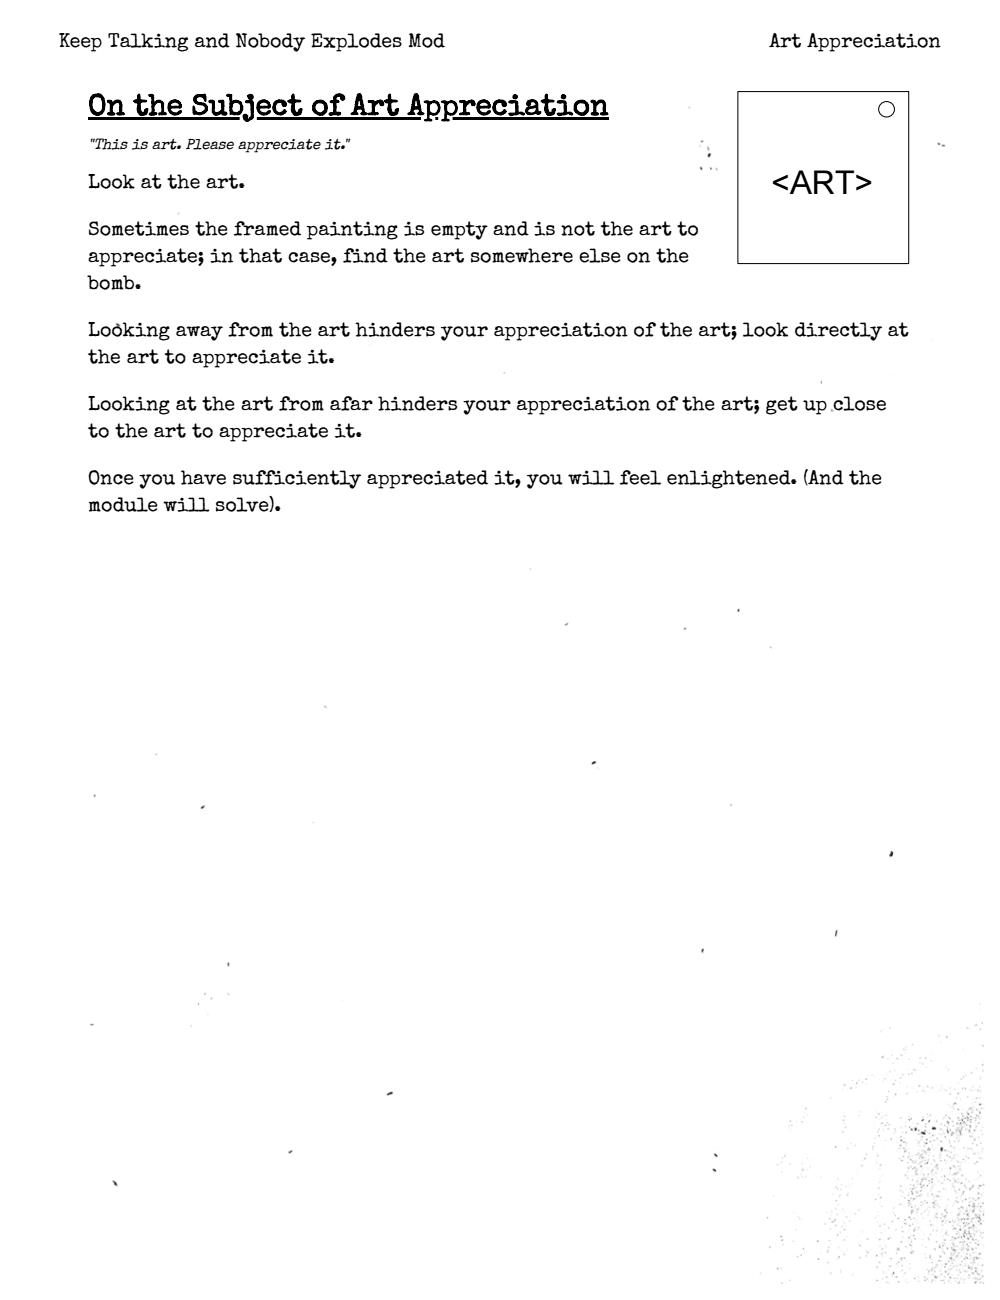 Keep Talking and Nobody Explodes Mod
Art Appreciation
On the Subject of Art Appreciation
"This is art. Please appreciate it."
<ART>
Look at the art.
Sometimes the framed painting is empty and is not the art to
appreciate; in that case, find the art somewhere else on the
bomb.
Looking away from the art hinders your appreciation of the art; look directly at
the art to appreciate it.
Looking at the art from afar hinders your appreciation of the art; get up close
to the art to appreciate it.
Once you have sufficiently appreciated it, you will feel enlightened. (And the
module will solve).